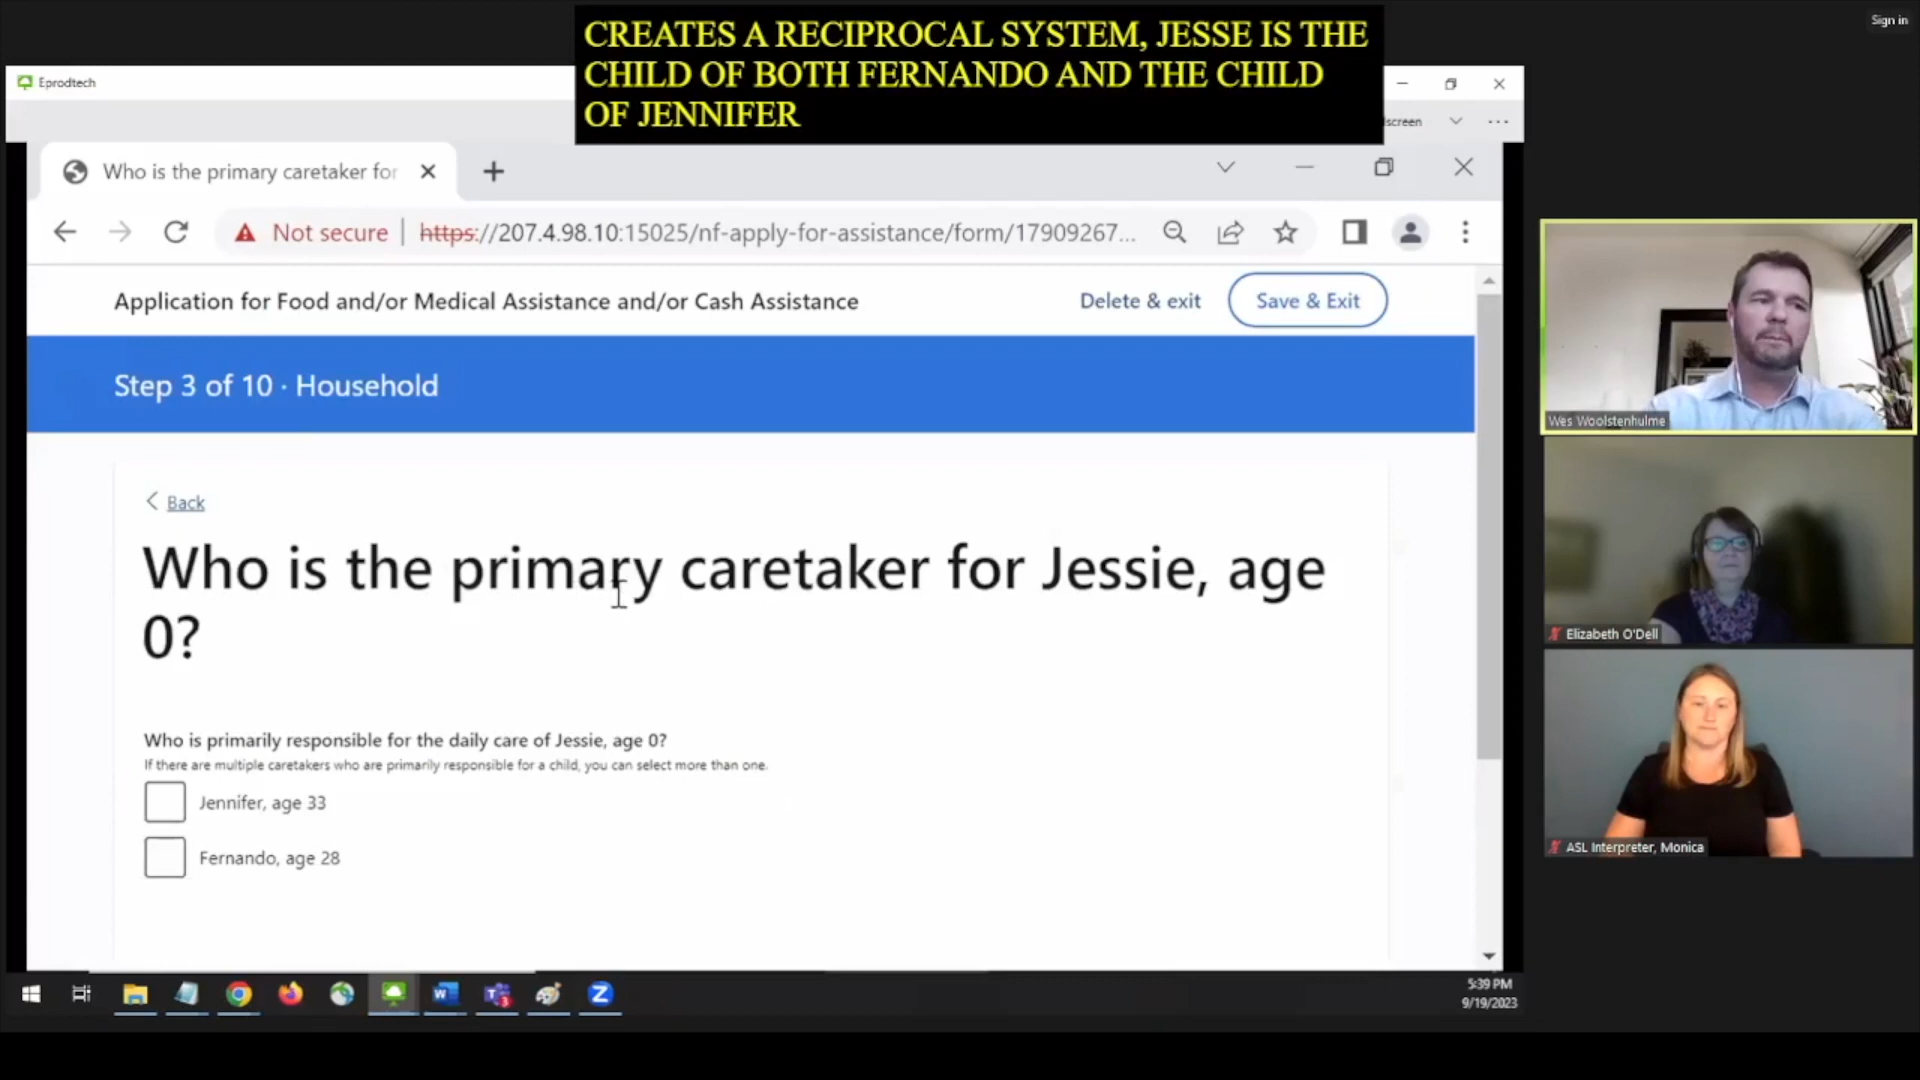 Sign in
CREATES A RECIPROCAL SYSTEM, JESSE IS THE
CHILD OF BOTH FERNANDO AND THE CHILD
OF JENNIFER
Eprodtech
Who is the primary caretaker for
Not secure | https://207.4.98.10:15025/nf-apply-for-assistance/form/17909267...
Application for Food and/or Medical Assistance and/or Cash Assistance
Delete & exit
Save & Exit
Step 3 of 10 · Household
Back
Who is the primary caretaker for Jessie, age
0?
Who is primarily responsible for the daily care of Jessie, age 0?
If there are multiple caretakers who are primarily responsible for a child, you can select more than one.
Jennifer, age 33
Fernando, age 28
Wes Woolstenhulme
Elizabeth O'Dell
ASL Interpreter, Monica
5:39 PM
9/19/2023